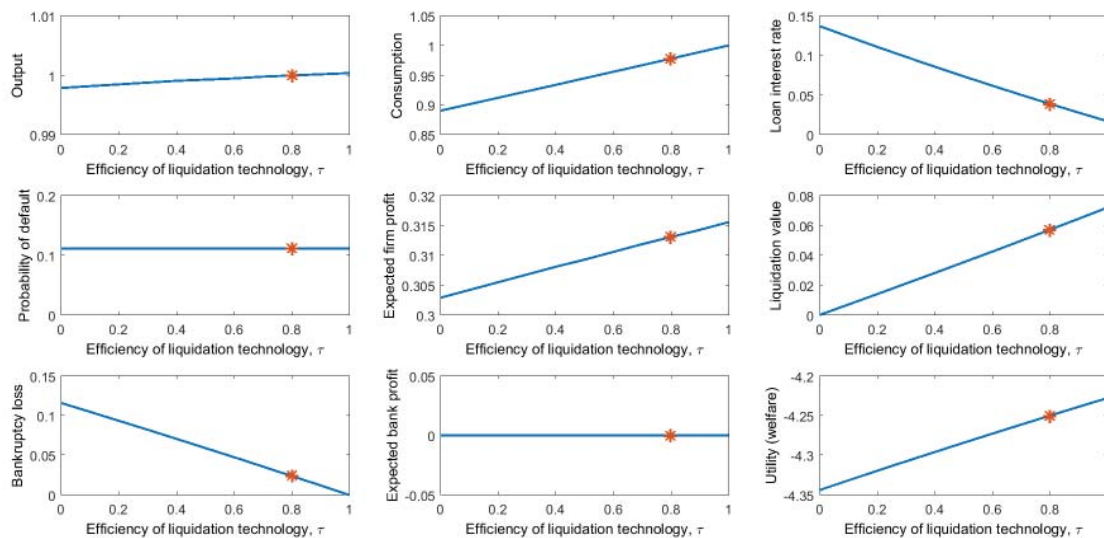 Output
1.01
1
0.99
0 0.2 0.4 0.6 0.8 1
Efficiency of liquidation technology, τ
Consumption
1.05
1
0.95
0.9
0.85
0 0.2 0.4 0.6 0.8 1
Efficiency of liquidation technology, τ
Loan interest rate
0.15
0.1
0.05
0
0 0.2 0.4 0.6 0.8 1
Efficiency of liquidation technology, τ
Probability of default
0.2
0.1
0
0 0.2 0.4 0.6 0.8 1
Efficiency of liquidation technology, τ
Expected firm profit
0.32
0.315
0.31
0.305
0.3
0 0.2 0.4 0.6 0.8 1
Efficiency of liquidation technology, τ
Liquidation value
0.08
0.06
0.04
0.02
0
0 0.2 0.4 0.6 0.8 1
Efficiency of liquidation technology, τ
Bankruptcy loss
0.15
0.1
0.05
0
0 0.2 0.4 0.6 0.8 1
Efficiency of liquidation technology, τ
Expected bank profit
0.05
0
-0.05
0 0.2 0.4 0.6 0.8 1
Efficiency of liquidation technology, τ
Utility (welfare)
-4.2
-4.25
-4.3
-4.35
0 0.2 0.4 0.6 0.8 1
Efficiency of liquidation technology, τ